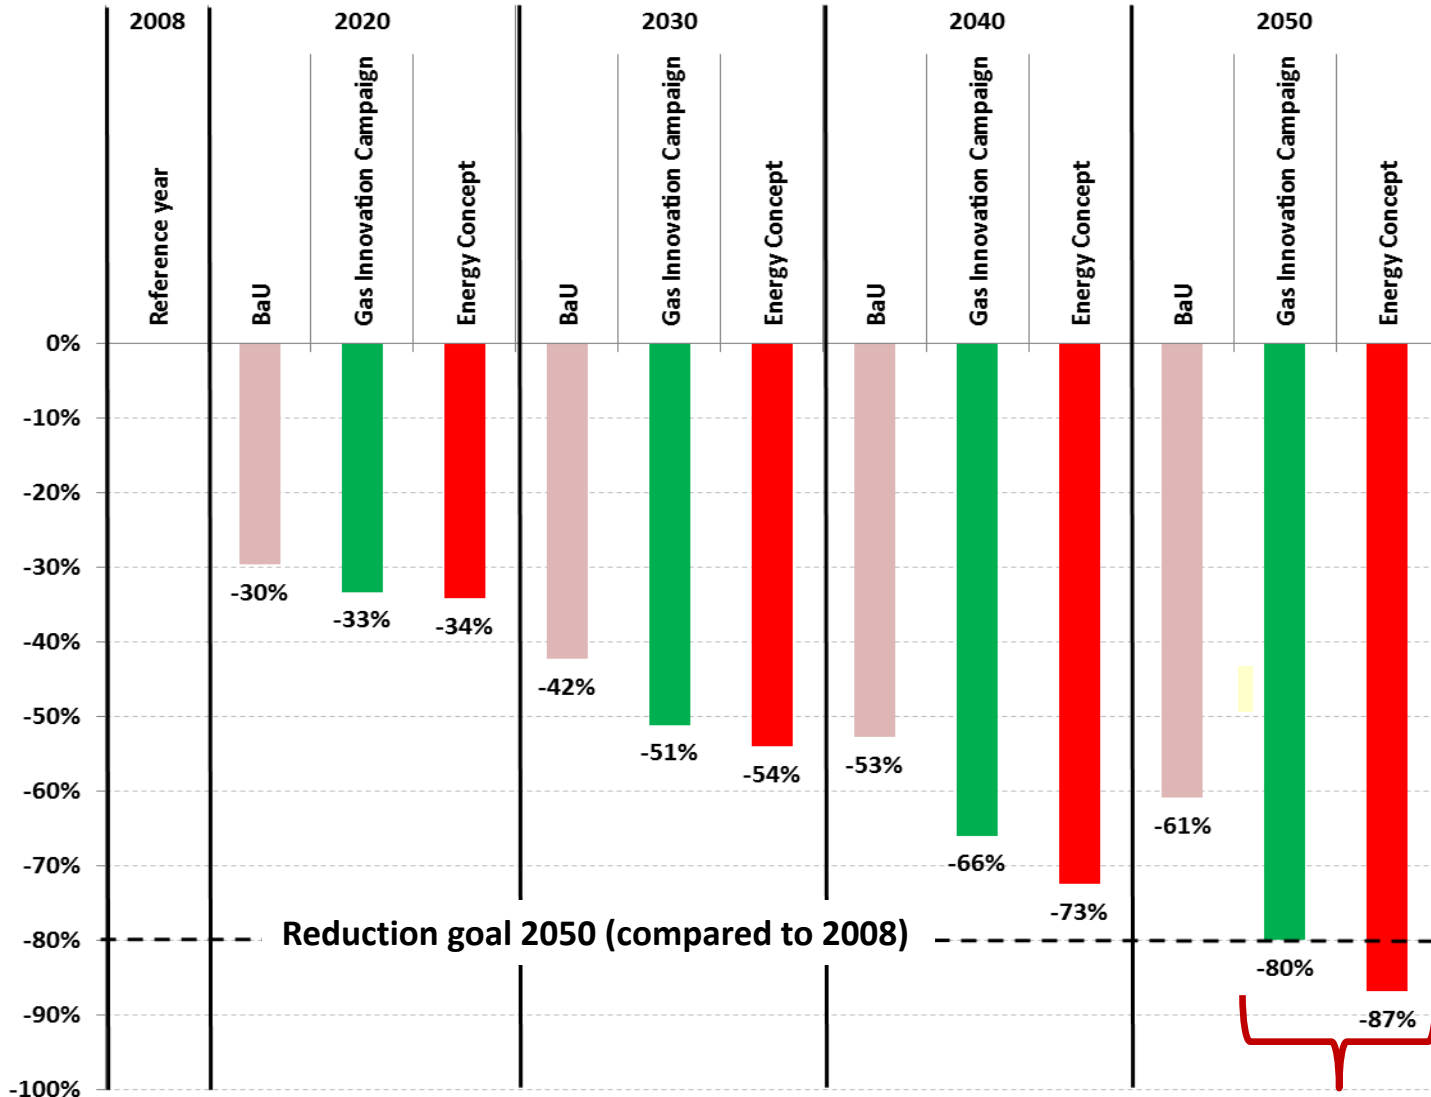 2008
2020
2030
2040
2050
Reference year
BaU
Gas Innovation Campaign
Energy Concept
BaU
Gas Innovation Campaign
Energy Concept
BaU
Gas Innovation Campaign
Energy Concept
BaU
Gas Innovation Campaign
Energy Concept
0%
-10%
-20%
-30%
-40%
-50%
-60%
-70%
-80%
-90%
-100%
-30%
-33%
-34%
-42%
-51%
-54%
-53%
-66%
-73%
-61%
-80%
-87%
Reduction goal 2050 (compared to 2008)